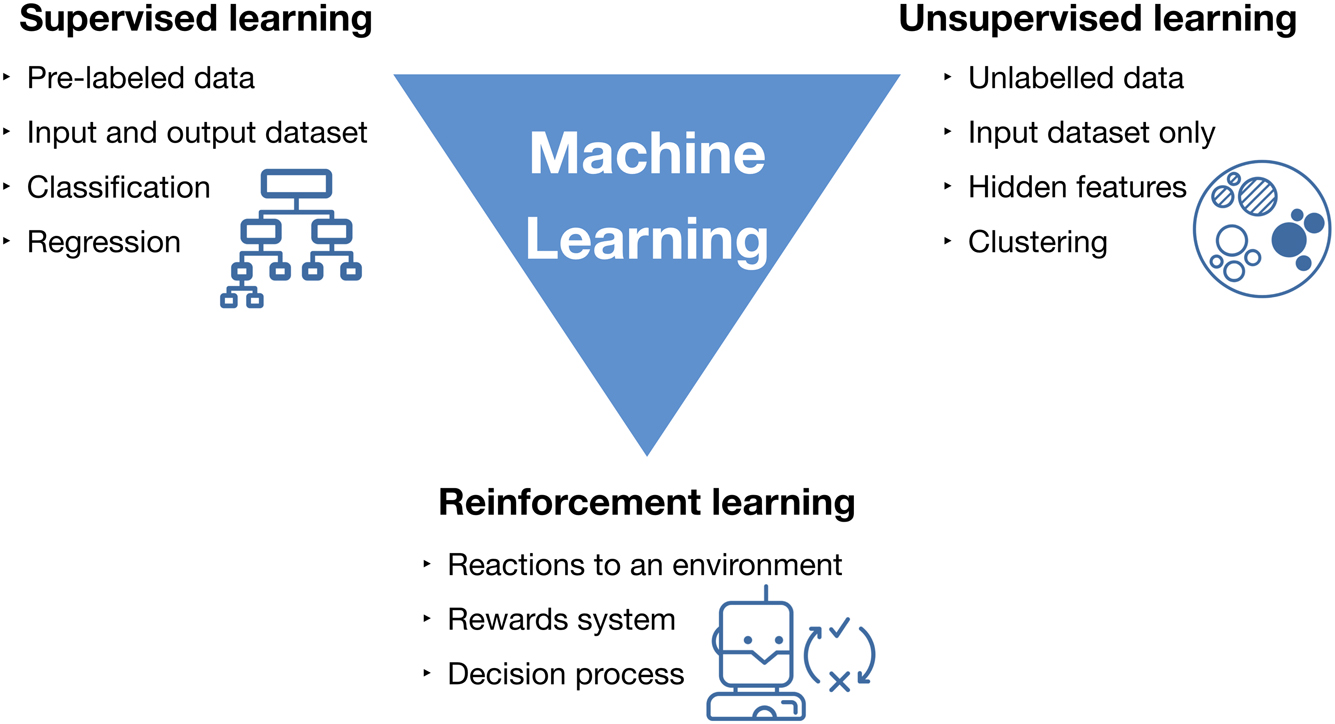 Supervised learning
‣ Pre-labeled data
‣ Input and output dataset
‣ Classification
‣ Regression
Machine
Learning
Unsupervised learning
‣ Unlabelled data
‣ Input dataset only
‣ Hidden features
‣ Clustering
Reinforcement learning
‣ Reactions to an environment
‣ Rewards system
‣ Decision process